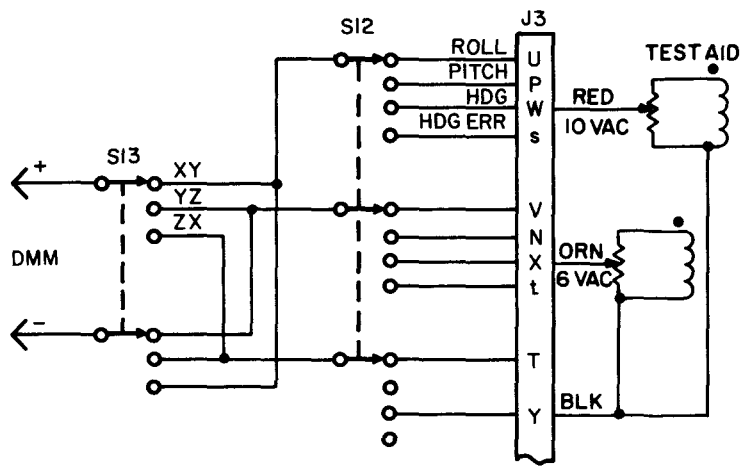 J3
S12
ROLL
U
TEST AID
PITCH
P
HDG
W
RED
10 VAC
HDG ERR
s
S13
+
XY
YZ
ZX
V
N
DMM
X
ORN
6 VAC
t
-
T
Y
BLK